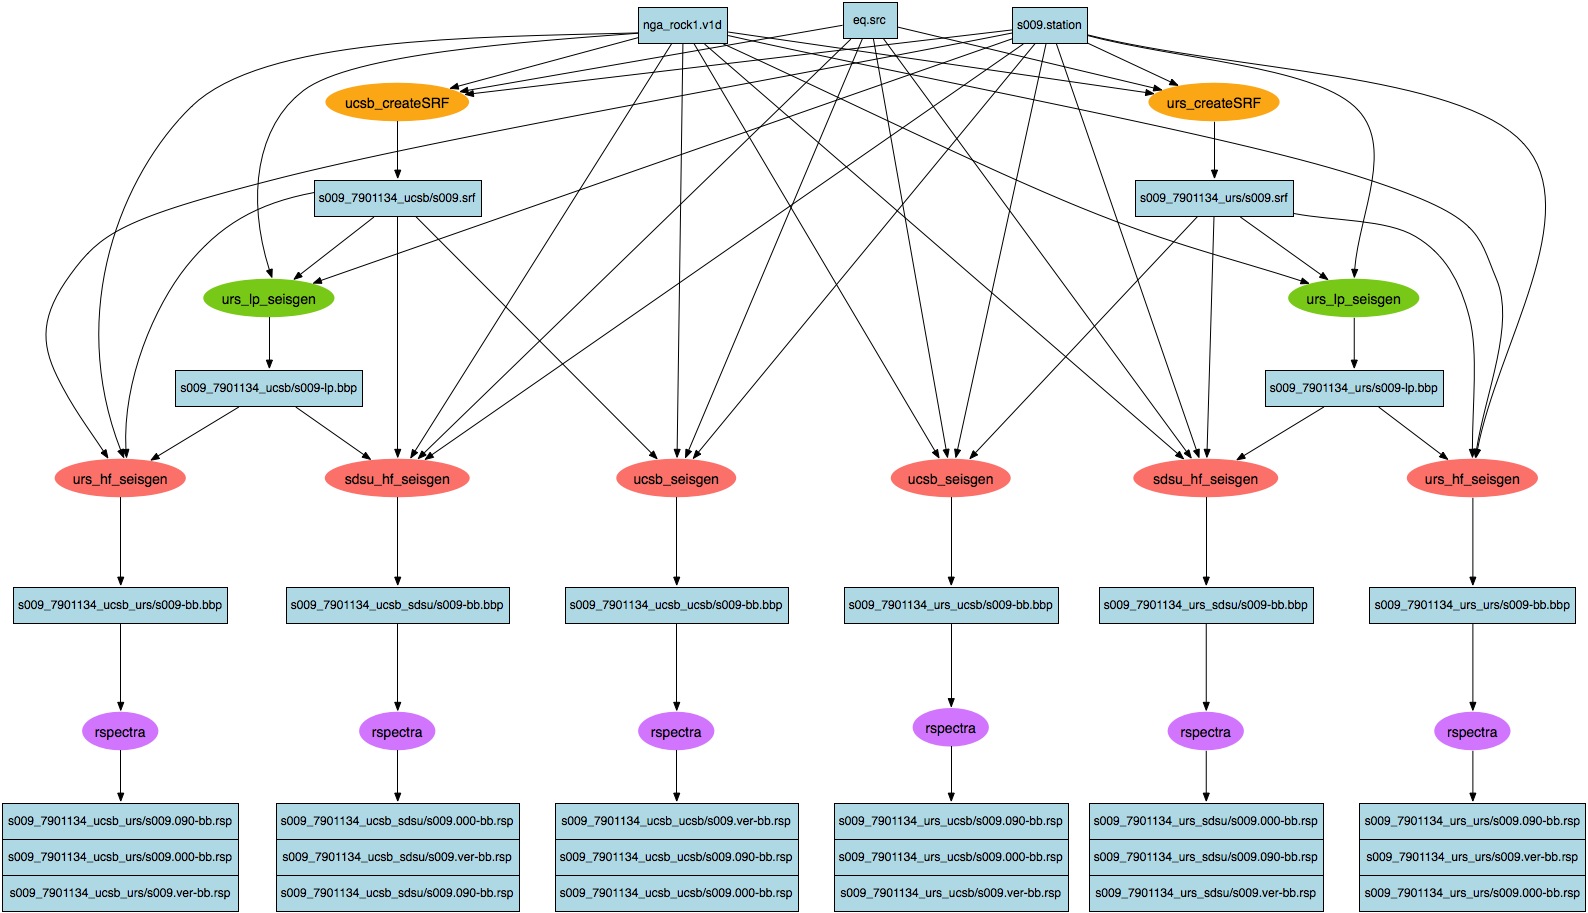 nga_rock1.v1d
eq.src
s009.station
ucsb_createSRF
urs_createSRF
s009_7901134_ucsb/s009.srf
s009_7901134_urs/s009.srf
urs_lp_seisgen
urs_lp_seisgen
s009_7901134_ucsb/s009-lp.bbp
s009_7901134_urs/s009-lp.bbp
urs_hf_seisgen
sdsu_hf_seisgen
ucsb_seisgen
ucsb_seisgen
sdsu_hf_seisgen
urs_hf_seisgen
s009_7901134_ucsb_urs/s009-bb.bbp
s009_7901134_ucsb_sdsu/s009-bb.bbp
s009_7901134_ucsb_ucsb/s009-bb.bbp
s009_7901134_urs_ucsb/s009-bb.bbp
s009_7901134_urs_sdsu/s009-bb.bbp
s009_7901134_urs_urs/s009-bb.bbp
rspectra
rspectra
rspectra
rspectra
rspectra
rspectra
s009_7901134_ucsb_urs/s009.090-bb.rsp
s009_7901134_ucsb_urs/s009.000-bb.rsp
s009_7901134_ucsb_urs/s009.ver-bb.rsp
s009_7901134_ucsb_sdsu/s009.000-bb.rsp
s009_7901134_ucsb_sdsu/s009.ver-bb.rsp
s009_7901134_ucsb_sdsu/s009.090-bb.rsp
s009_7901134_ucsb_ucsb/s009.ver-bb.rsp
s009_7901134_ucsb_ucsb/s009.090-bb.rsp
s009_7901134_ucsb_ucsb/s009.000-bb.rsp
s009_7901134_urs_ucsb/s009.090-bb.rsp
s009_7901134_urs_ucsb/s009.000-bb.rsp
s009_7901134_urs_ucsb/s009.ver-bb.rsp
s009_7901134_urs_sdsu/s009.000-bb.rsp
s009_7901134_urs_sdsu/s009.090-bb.rsp
s009_7901134_urs_sdsu/s009.ver-bb.rsp
s009_7901134_urs_urs/s009.090-bb.rsp
s009_7901134_urs_urs/s009.ver-bb.rsp
s009_7901134_urs_urs/s009.000-bb.rsp